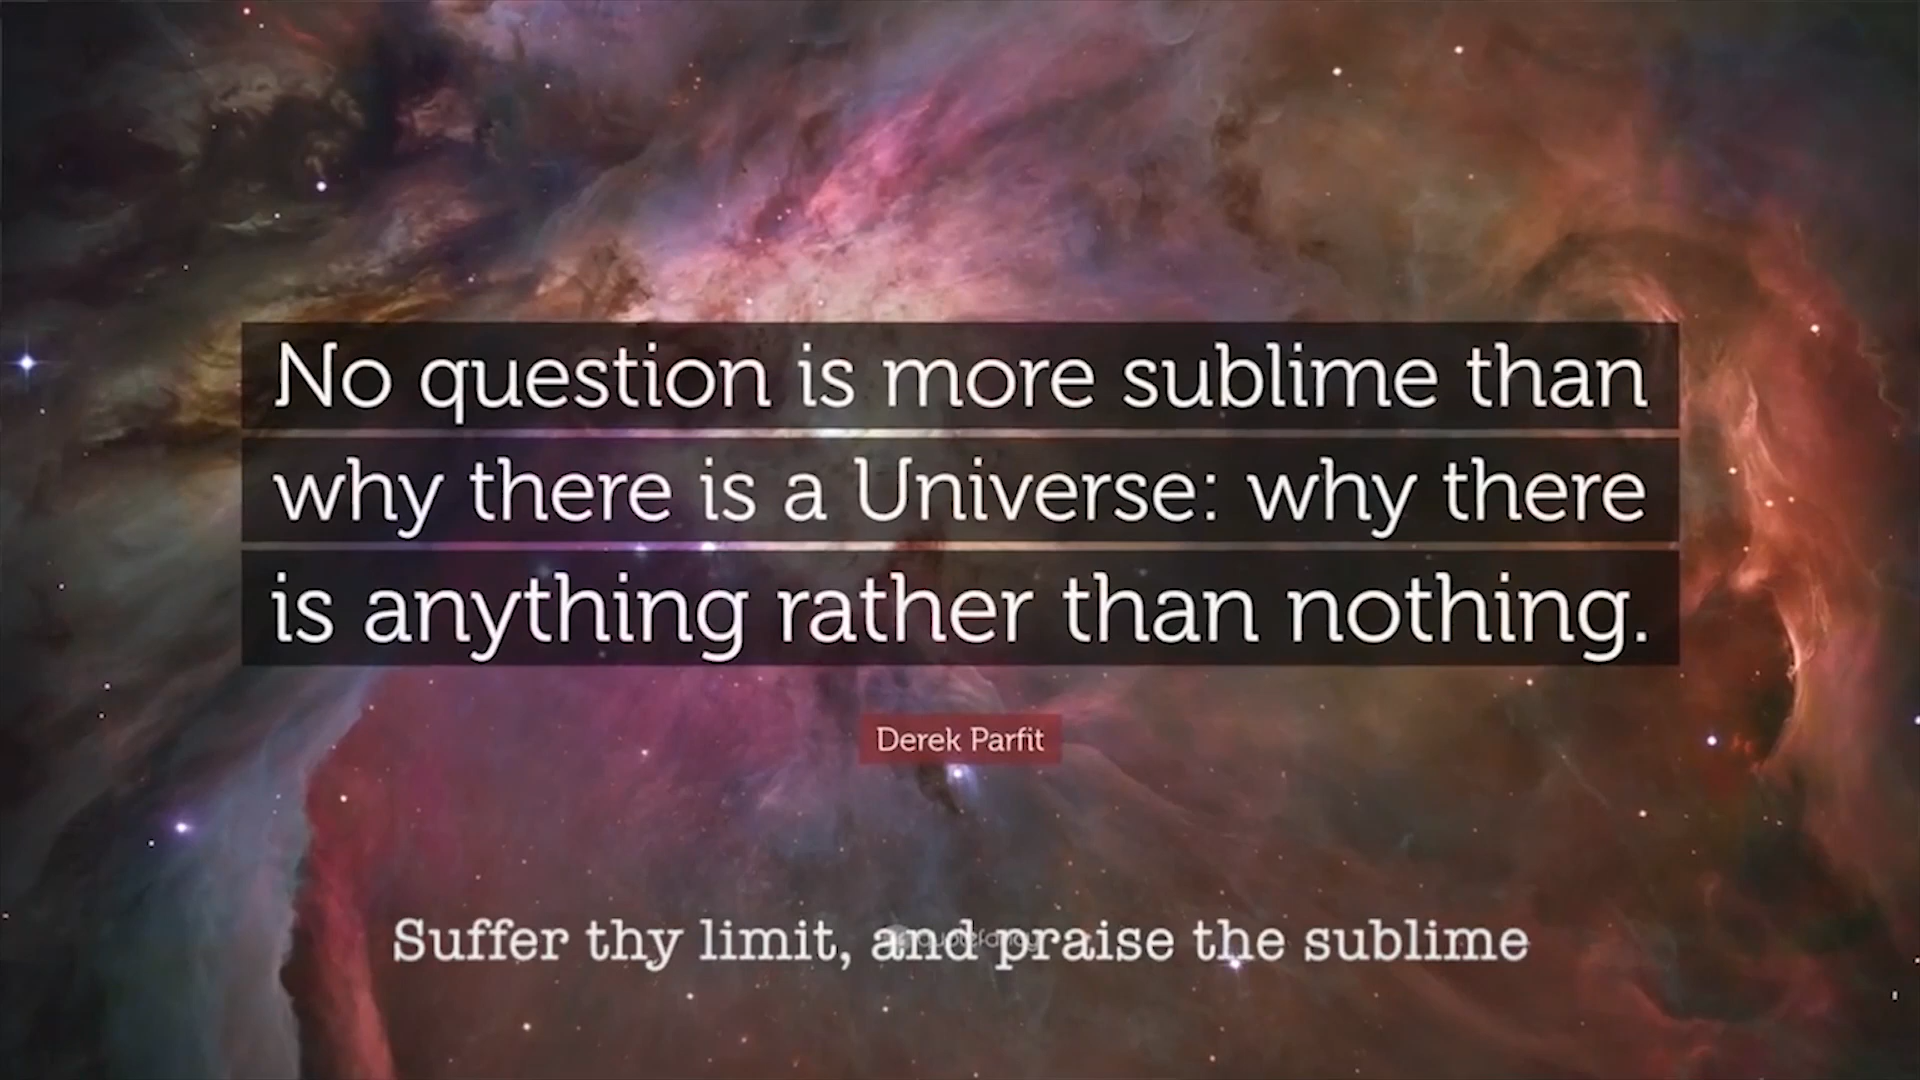 No question is more sublime than
why there is a Universe: why there
is anything rather than nothing.
Derek Parfit
Suffer thy limit, and praise the sublime